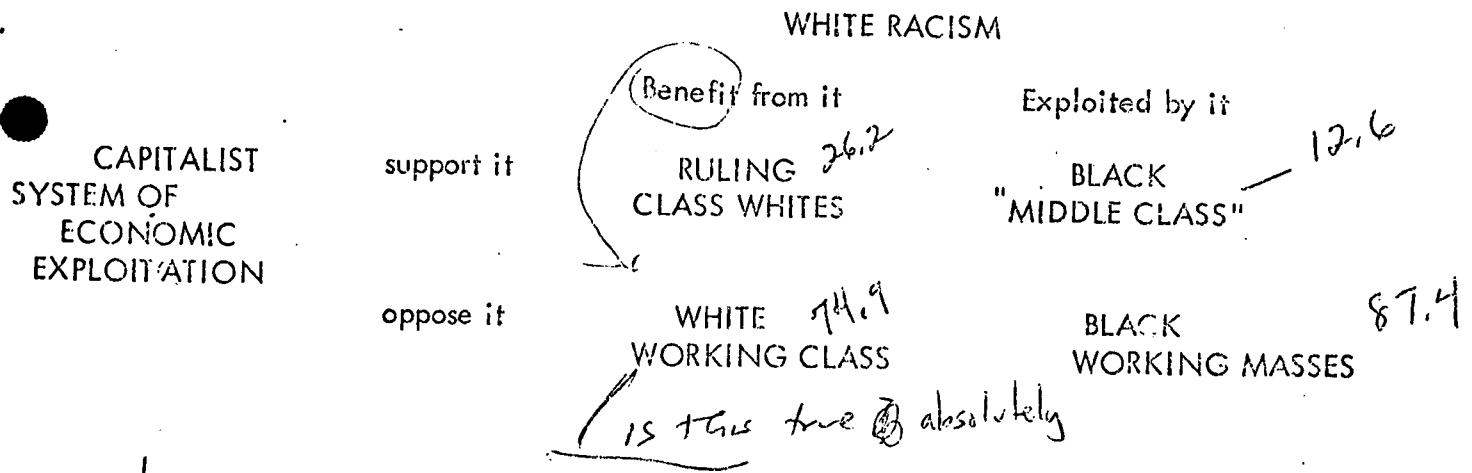 WHITE RACISM
Benefit from it Exploited by it
CAPITALIST SYSTEM OF ECONOMIC EXPLOITATION
support it
RULING CLASS WHITES 26.2
BLACK "MIDDLE CLASS" 12.6
oppose it
WHITE WORKING CLASS 74.9
BLACK WORKING MASSES 87.4
is this true absolutely